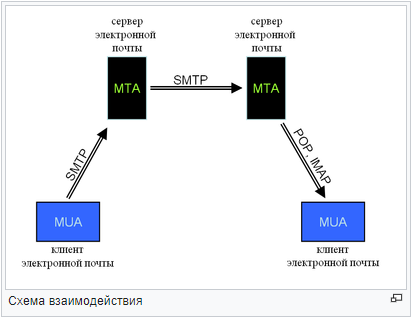 сервер
электронной
почты
сервер
электронной
почты
MTA
SMTP
MTA
SMTP
POP, IMAP
MUA
MUA
клиент
электронной почты
клиент
электронной почты
Схема взаимодействия